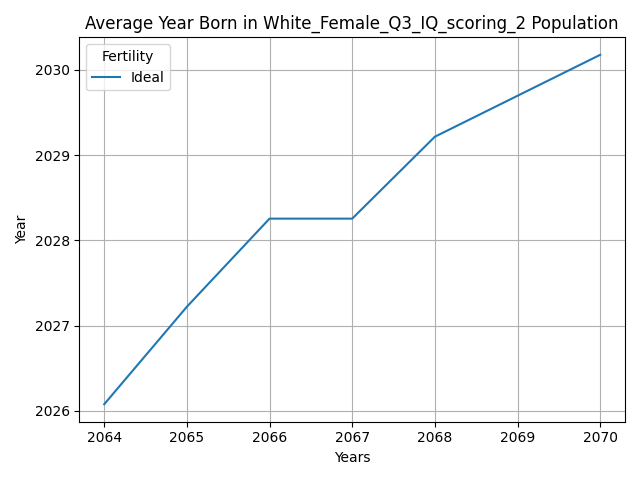 Average Year Born in White_Female_Q3_IQ_scoring_2 Population
Fertility
Ideal
2030
2029
2028
2027
2026
Year
2064 2065 2066 2067 2068 2069 2070
Years